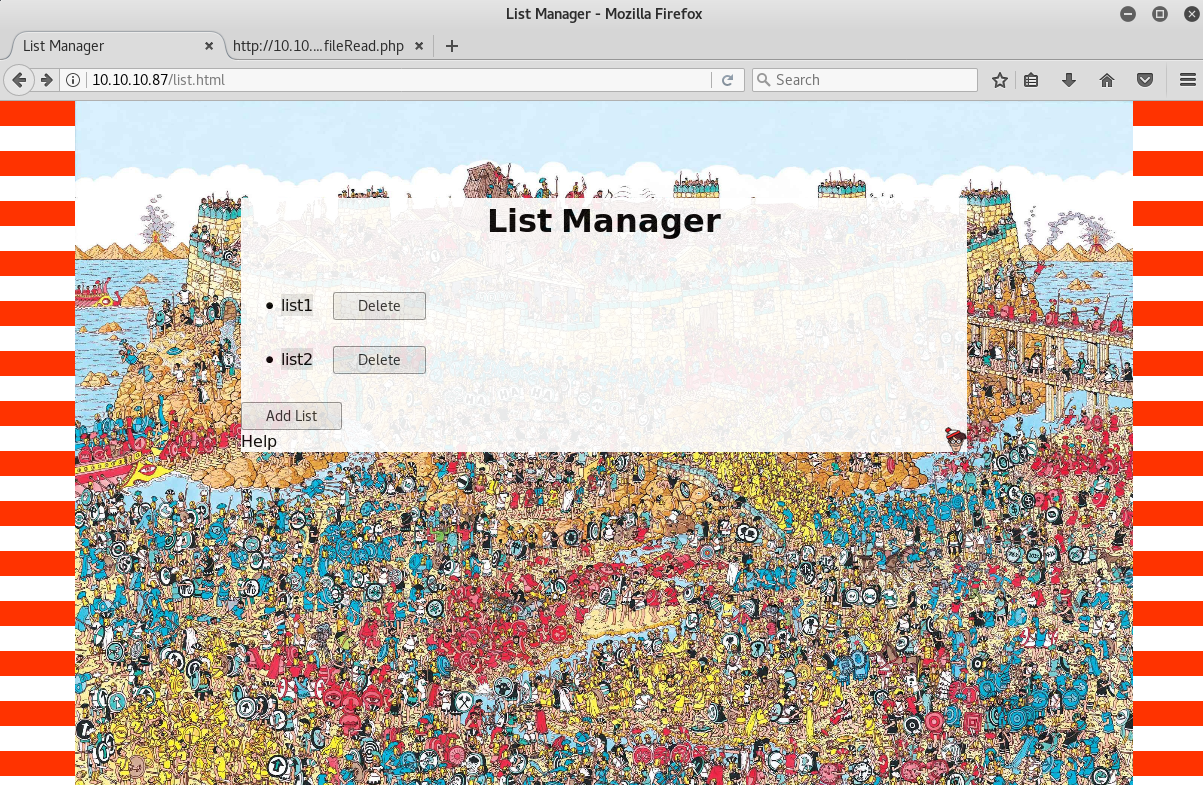 List Manager - Mozilla Firefox
List Manager
http://10.10....fileRead.php
10.10.10.87/list.html
Search
List Manager
list1 Delete
list2 Delete
Add List
Help